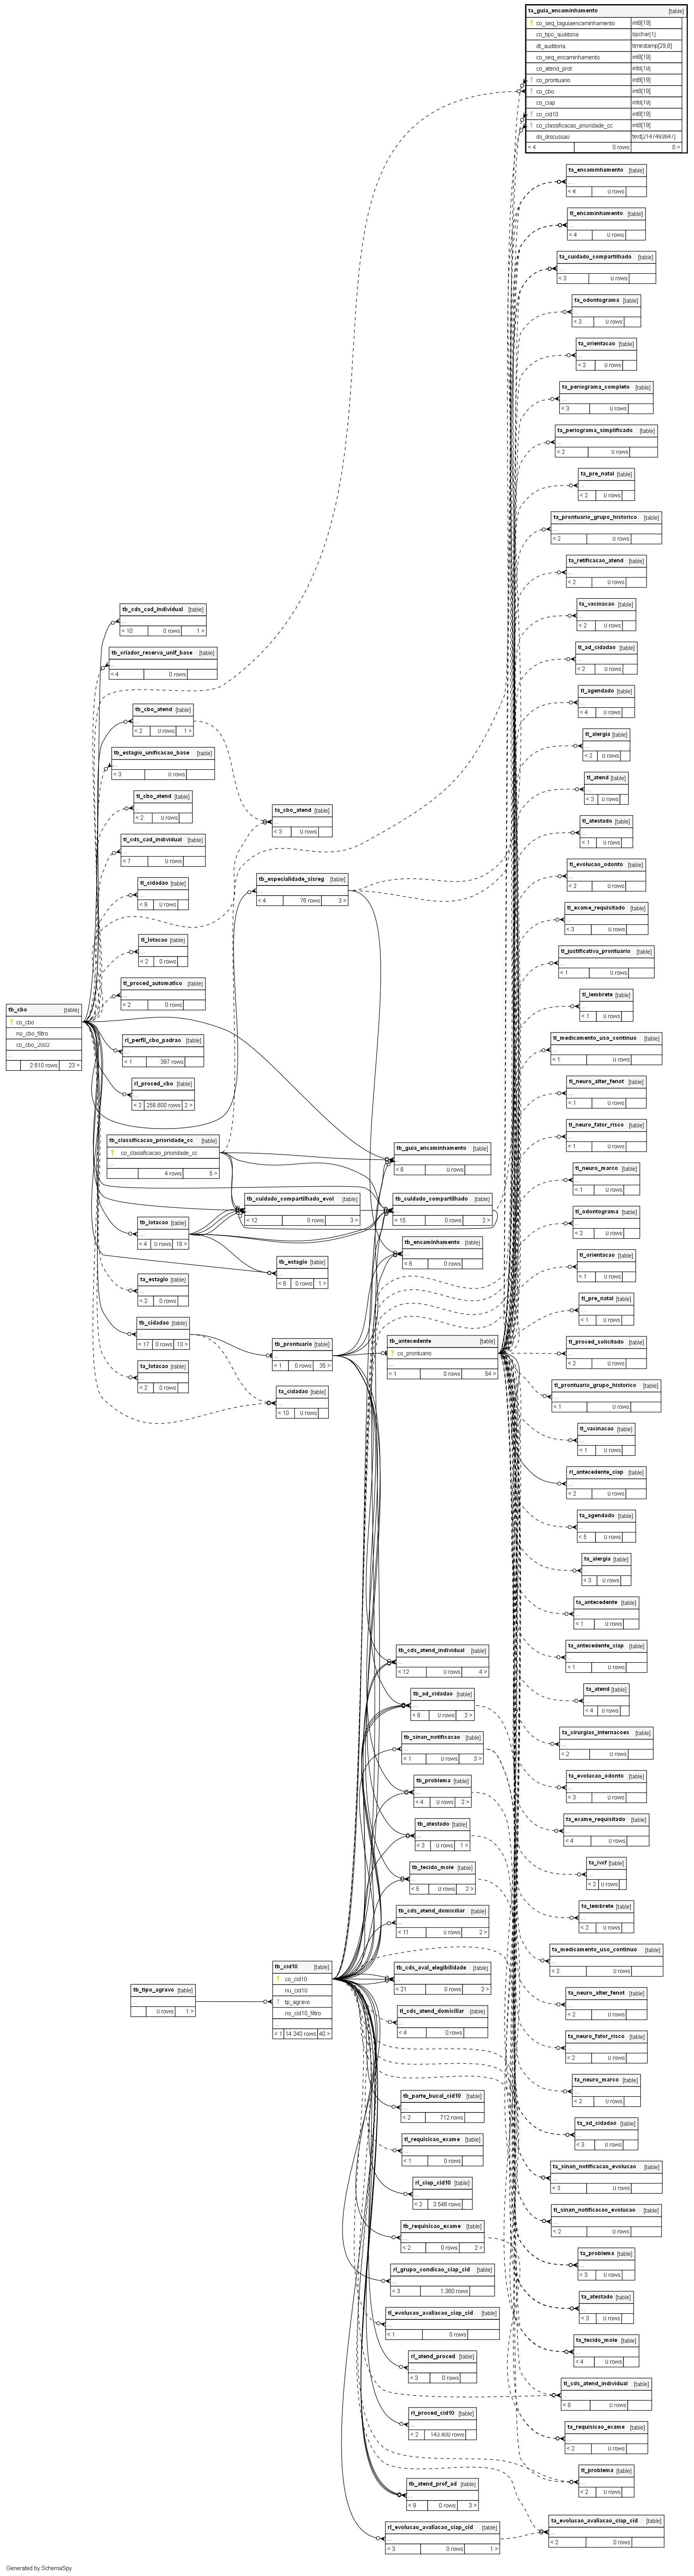 ta_guia_encaminhamento [table]
co_seq_taguiaencaminhamento int8[19]
co_tipo_auditoria bpchar[1]
dt_auditoria timestamp[29,6]
co_seq_encaminhamento int8[19]
co_atend_prof int8[19]
co_prontuario int8[19]
co_cbo int8[19]
co_ciap int8[19]
co_cid10 int8[19]
co_classificacao_prioridade_cc int8[19]
ds_discussao text[2147483647]
< 4 0 rows 0 >
ta_encaminhamento [table]
...
< 4 0 rows
tl_encaminhamento [table]
...
< 4 0 rows
ta_cuidado_compartilhado [table]
...
< 3 0 rows
ta_odontograma [table]
...
< 3 0 rows
ta_orientacao [table]
...
< 2 0 rows
ta_periograma_completo [table]
...
< 3 0 rows
ta_periograma_simplificado [table]
...
< 2 0 rows
ta_pre_natal [table]
...
< 2 0 rows
ta_prontuario_grupo_historico [table]
...
< 2 0 rows
ta_retificacao_atend [table]
...
< 2 0 rows
ta_vacinacao [table]
...
< 2 0 rows
tl_ad_cidadao [table]
...
< 2 0 rows
tl_agendado [table]
...
< 4 0 rows
tl_alergia [table]
...
< 2 0 rows
tl_atend [table]
...
< 3 0 rows
tl_atestado [table]
...
< 1 0 rows
tl_evolucao_odonto [table]
...
< 2 0 rows
tl_exame_requisitado [table]
...
< 3 0 rows
tl_justificativa_prontuario [table]
...
< 1 0 rows
tl_lembrete [table]
...
< 1 0 rows
tl_medicamento_uso_continuo [table]
...
< 1 0 rows
tl_neuro_alter_fenot [table]
...
< 1 0 rows
tl_neuro_fator_risco [table]
...
< 1 0 rows
tl_neuro_marco [table]
...
< 1 0 rows
tl_odontograma [table]
...
< 2 0 rows
tl_orientacao [table]
...
< 1 0 rows
tl_pre_natal [table]
...
< 1 0 rows
tl_proced_solicitado [table]
...
< 2 0 rows
tl_prontuario_grupo_historico [table]
...
< 1 0 rows
tl_vacinacao [table]
...
< 1 0 rows
rl_antecedente_ciap [table]
...
< 2 0 rows
ta_agendado [table]
...
< 5 0 rows
ta_alergia [table]
...
< 3 0 rows
ta_antecedente [table]
...
< 1 0 rows
ta_antecedente_ciap [table]
...
< 1 0 rows
ta_atend [table]
...
< 4 0 rows
ta_cirurgias_internacoes [table]
...
< 2 0 rows
ta_evolucao_odonto [table]
...
< 3 0 rows
ta_exame_requisitado [table]
...
< 4 0 rows
ta_ivcf [table]
...
< 2 0 rows
ta_lembrete [table]
...
< 2 0 rows
ta_medicamento_uso_continuo [table]
...
< 2 0 rows
ta_neuro_alter_fenot [table]
...
< 2 0 rows
ta_neuro_fator_risco [table]
...
< 2 0 rows
ta_neuro_marco [table]
...
< 2 0 rows
ta_ad_cidadao [table]
...
< 3 0 rows
ta_sinan_notificacao_evolucao [table]
...
< 3 0 rows
tl_sinan_notificacao_evolucao [table]
...
< 2 0 rows
ta_problema [table]
...
< 3 0 rows
ta_atestado [table]
...
< 3 0 rows
ta_tecido_mole [table]
...
< 4 0 rows
tl_cds_atend_individual [table]
...
< 8 0 rows
ta_requisicao_exame [table]
...
< 2 0 rows
tl_problema [table]
...
< 2 0 rows
ta_evolucao_avaliacao_ciap_cid [table]
...
< 2 0 rows
tb_cds_cad_individual [table]
...
< 10 0 rows 1 >
tb_criador_reserva_unif_base [table]
...
< 4 0 rows
tb_cbo_atend [table]
...
< 2 0 rows 1 >
tb_estagio_unificacao_base [table]
...
< 3 0 rows
tl_cbo_atend [table]
...
< 2 0 rows
tl_cds_cad_individual [table]
...
< 7 0 rows
tl_cidadao [table]
...
< 9 0 rows
tl_lotacao [table]
...
< 2 0 rows
tl_proced_automatico [table]
...
< 2 0 rows
rl_perfil_cbo_padrao [table]
...
< 1 397 rows
rl_proced_cbo [table]
...
< 2 256.600 rows 2 >
tb_classificacao_prioridade_cc [table]
co_classificacao_prioridade_cc
...
4 rows 5 >
tb_lotacao [table]
...
< 4 0 rows 18 >
ta_estagio [table]
...
< 2 0 rows
tb_cidadao [table]
...
< 17 0 rows 13 >
ta_lotacao [table]
...
< 2 0 rows
tb_cbo [table]
co_cbo
no_cbo_filtro
co_cbo_2002
...
2.610 rows 23 >
ta_cbo_atend [table]
...
< 3 0 rows
tb_especialidade_sisreg [table]
...
< 4 76 rows 3 >
tb_cuidado_compartilhado_evol [table]
...
< 12 0 rows 3 >
tb_estagio [table]
...
< 6 0 rows 1 >
tb_prontuario [table]
...
< 1 0 rows 35 >
ta_cidadao [table]
...
< 10 0 rows
tb_guia_encaminhamento [table]
...
< 6 0 rows
tb_cuidado_compartilhado [table]
...
< 15 0 rows 2 >
tb_encaminhamento [table]
...
< 6 0 rows
tb_antecedente [table]
co_prontuario
...
< 1 0 rows 54 >
tb_cds_atend_individual [table]
...
< 12 0 rows 4 >
tb_ad_cidadao [table]
...
< 8 0 rows 2 >
tb_sinan_notificacao [table]
...
< 1 0 rows 3 >
tb_problema [table]
...
< 4 0 rows 2 >
tb_atestado [table]
...
< 3 0 rows 1 >
tb_tecido_mole [table]
...
< 5 0 rows 2 >
tb_cds_atend_domiciliar [table]
...
< 11 0 rows 2 >
tb_tipo_agravo [table]
...
0 rows 1 >
tb_cid10 [table]
co_cid10
nu_cid10
tp_agravo
no_cid10_filtro
...
< 1 14.240 rows 40 >
tb_cds_aval_elegibilidade [table]
...
< 21 0 rows 2 >
tl_cds_atend_domiciliar [table]
...
< 4 0 rows
tb_parte_bucal_cid10 [table]
...
< 2 712 rows
tl_requisicao_exame [table]
...
< 1 0 rows
rl_ciap_cid10 [table]
...
< 2 3.546 rows
tb_requisicao_exame [table]
...
< 2 0 rows 2 >
rl_grupo_condicao_ciap_cid [table]
...
< 3 1.360 rows
tl_evolucao_avaliacao_ciap_cid [table]
...
< 1 0 rows
rl_atend_proced [table]
...
< 3 0 rows
rl_proced_cid10 [table]
...
< 2 143.400 rows
tb_atend_prof_ad [table]
...
< 8 0 rows 3 >
rl_evolucao_avaliacao_ciap_cid [table]
...
< 3 0 rows 1 >
Generated by SchemaSpy